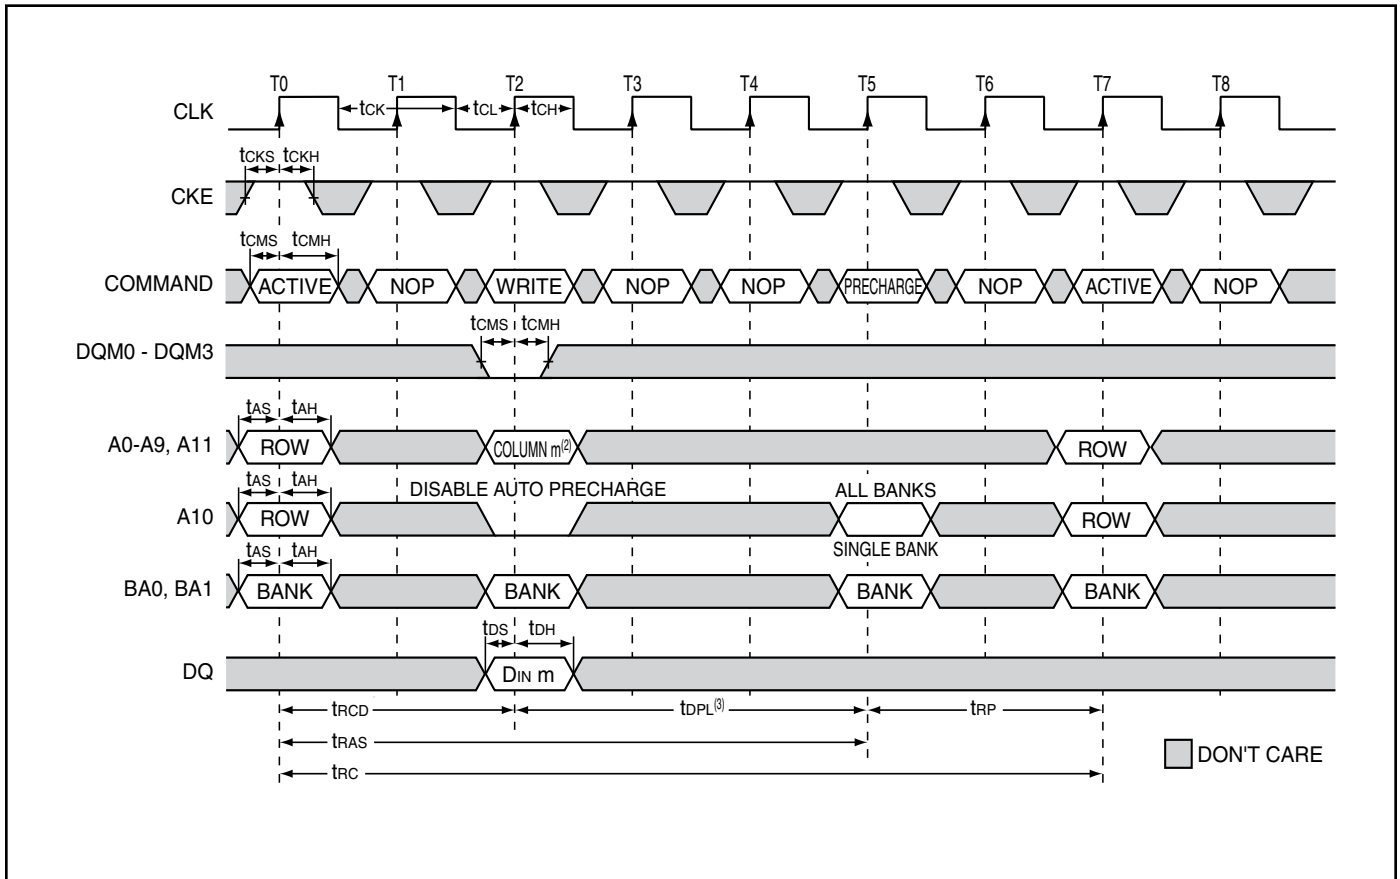 T0 T1 T2 T3 T4 T5 T6 T7 T8
CLK tCK tCL tCH
tCKS tCKH
CKE
tCMS tCMH
COMMAND ACTIVE NOP WRITE NOP NOP PRECHARGE NOP ACTIVE NOP
tCMS tCMH
DQM0 - DQM3
tAS tAH
A0-A9, A11 ROW COLUMN m(2) ROW
tAS tAH DISABLE AUTO PRECHARGE ALL BANKS
A10 ROW ROW
tAS tAH SINGLE BANK
BA0, BA1 BANK BANK BANK BANK
tDS tDH
DQ DIN m
tRCD tDPL(3) tRP
tRAS
tRC
DON'T CARE